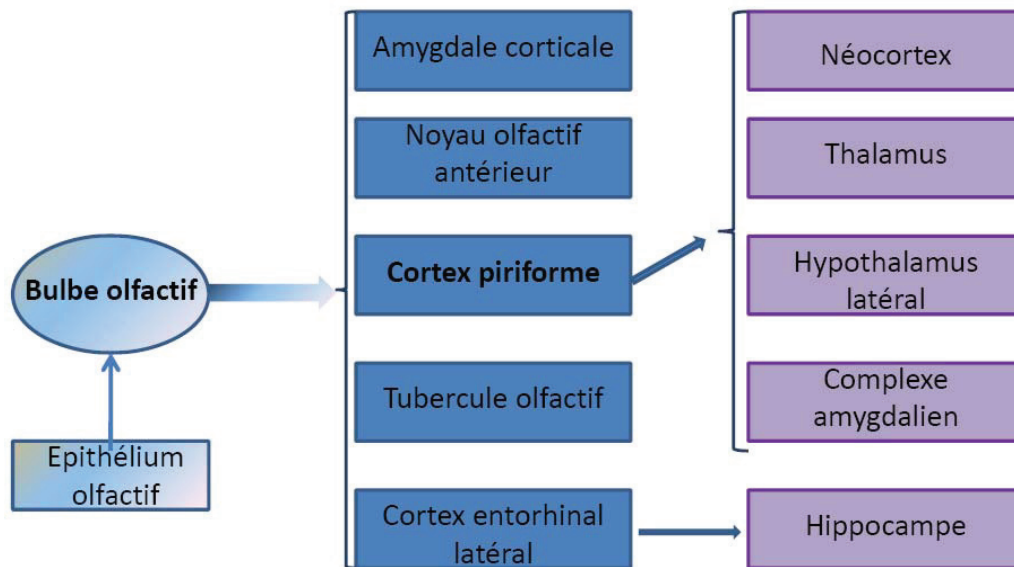 Amygdale corticale
Noyau olfactif
antérieur
Cortex piriforme
Tubercule olfactif
Cortex entorhinal
latéral
Bulbe olfactif
Epithélium
olfactif
Néocortex
Thalamus
Hypothalamus
latéral
Complexe
amygdalien
Hippocampe